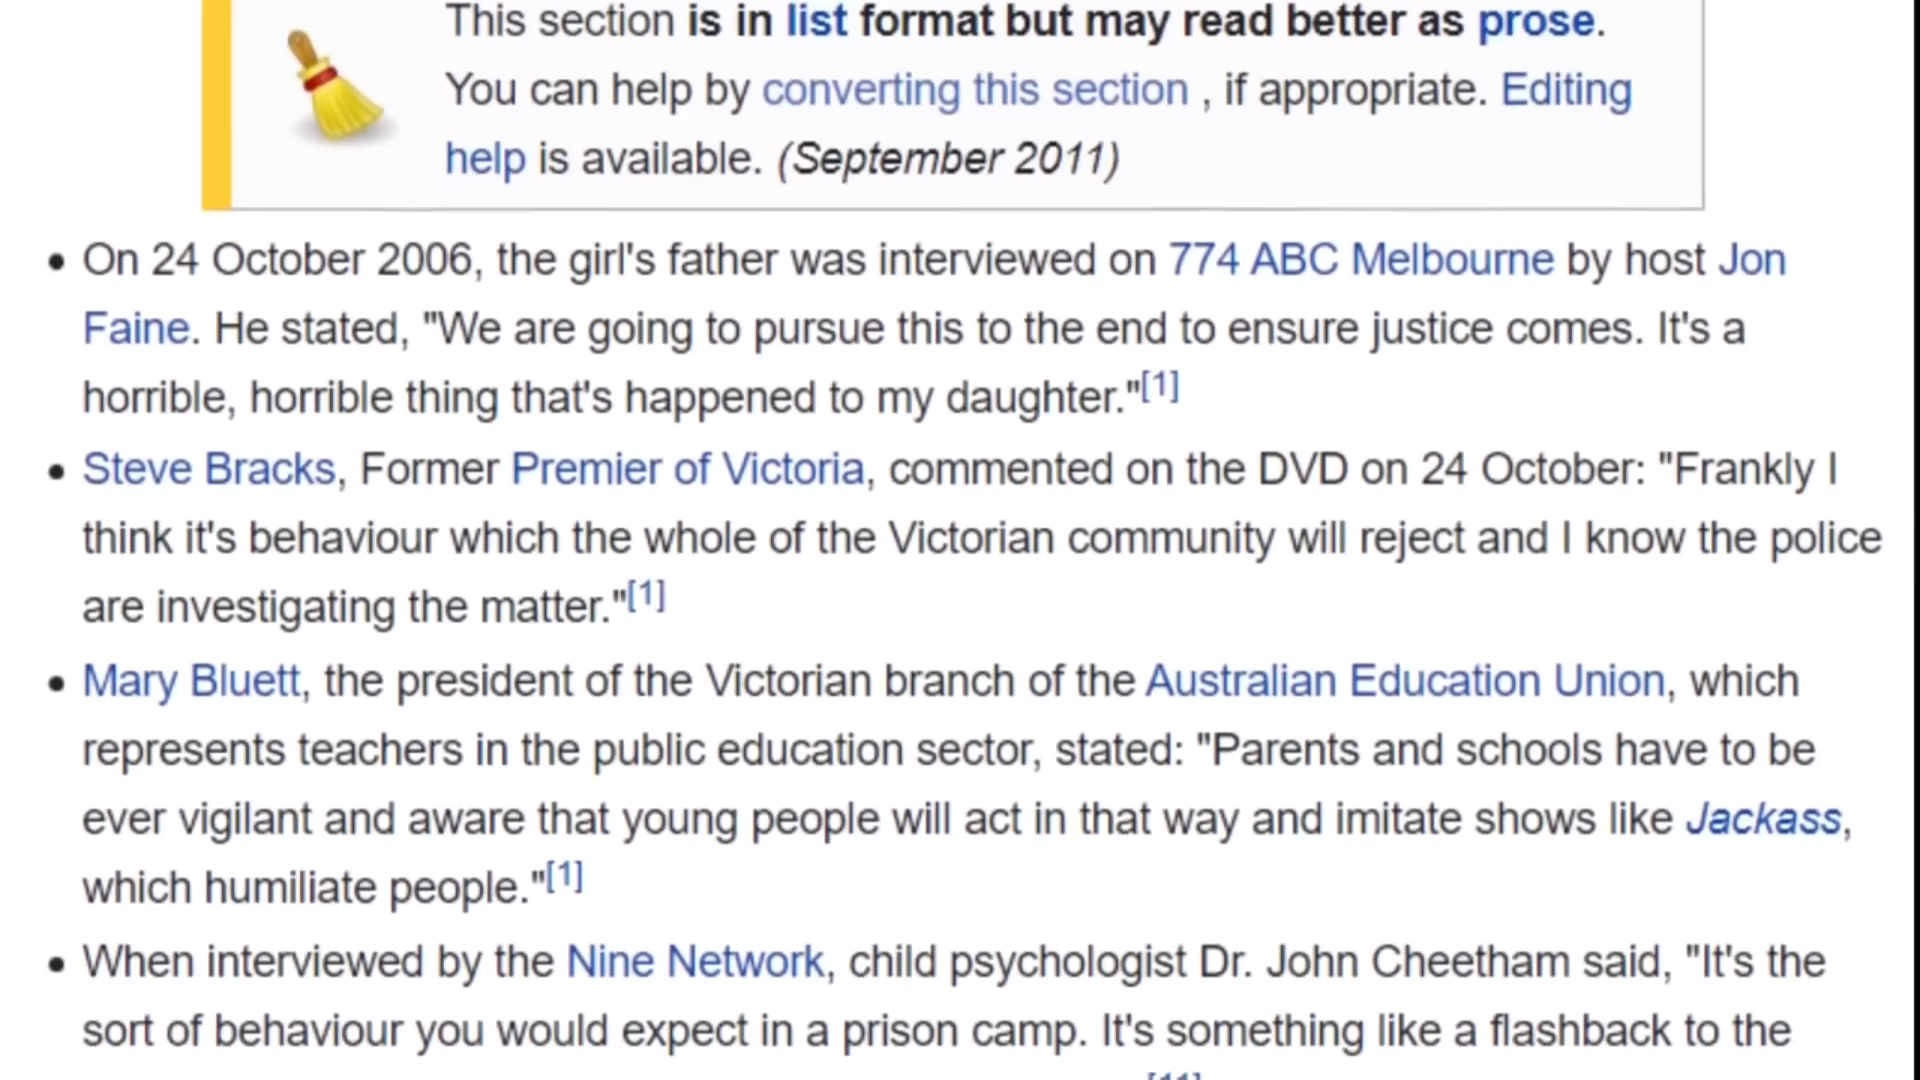 This section is in list format but may read better as prose.
You can help by converting this section , if appropriate. Editing
help is available. (September 2011)
On 24 October 2006, the girl's father was interviewed on 774 ABC Melbourne by host Jon
Faine. He stated, "We are going to pursue this to the end to ensure justice comes. It's a
horrible, horrible thing that's happened to my daughter."[1]
Steve Bracks, Former Premier of Victoria, commented on the DVD on 24 October: "Frankly I
think it's behaviour which the whole of the Victorian community will reject and I know the police
are investigating the matter."[1]
Mary Bluett, the president of the Victorian branch of the Australian Education Union, which
represents teachers in the public education sector, stated: "Parents and schools have to be
ever vigilant and aware that young people will act in that way and imitate shows like Jackass,
which humiliate people."[1]
When interviewed by the Nine Network, child psychologist Dr. John Cheetham said, "It's the
sort of behaviour you would expect in a prison camp. It's something like a flashback to the